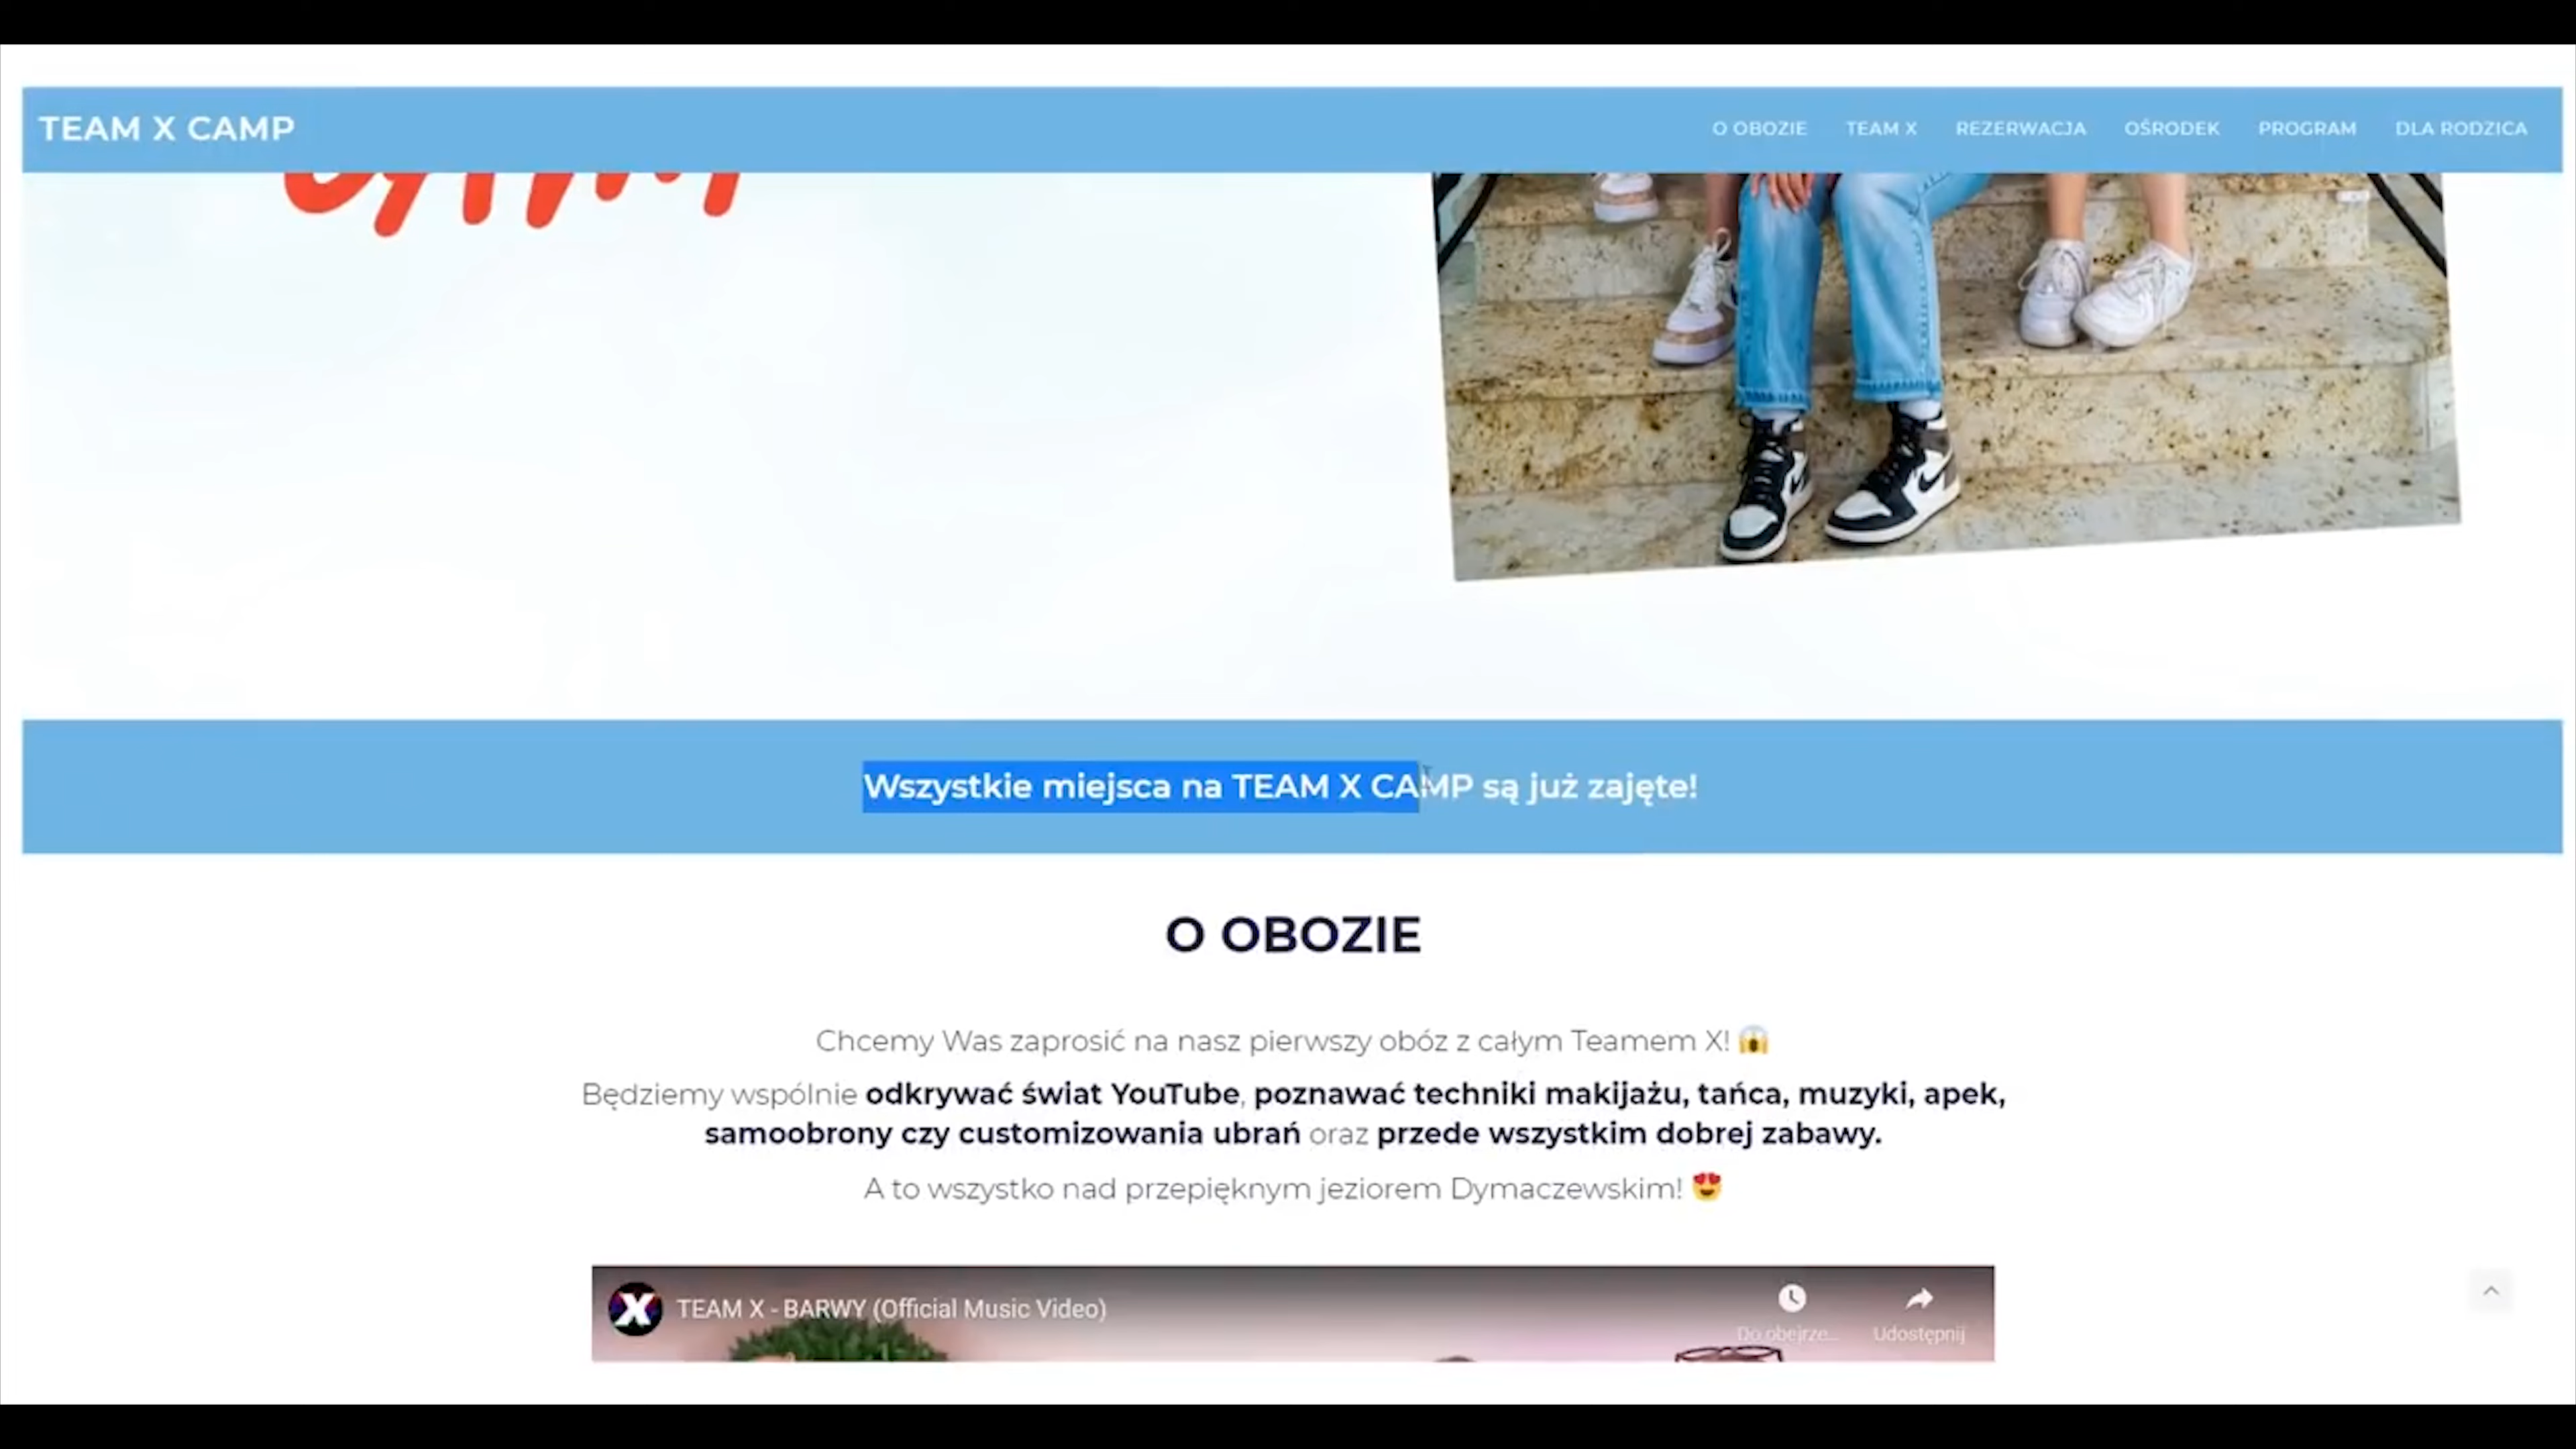 TEAM X CAMP
O OBOZIE TEAM X REZERWACJA OŚRODEK PROGRAM DLA RODZICA
CAMP
Wszystkie miejsca na TEAM X CAMP są już zajęte!
O OBOZIE
Chcemy Was zaprosić na nasz pierwszy obóz z całym Teamem X! 😱
Będziemy wspólnie odkrywać świat YouTube, poznawać techniki makijażu, tańca, muzyki, apek,
samoobrony czy customizowania ubrań oraz przede wszystkim dobrej zabawy.
A to wszystko nad przepięknym jeziorem Dymaczewskim! 😍
X TEAM X - BARWY (Official Music Video)
Do obejrze... Udostępnij